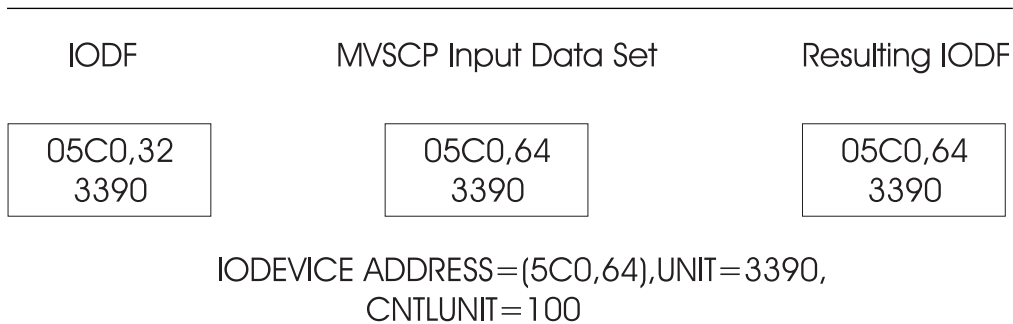 IODF MVSCP Input Data Set Resulting IODF
05C0,32 05C0,64 05C0,64
3390 3390 3390
IODEVICE ADDRESS=(5C0,64),UNIT=3390,
CNTLUNIT=100